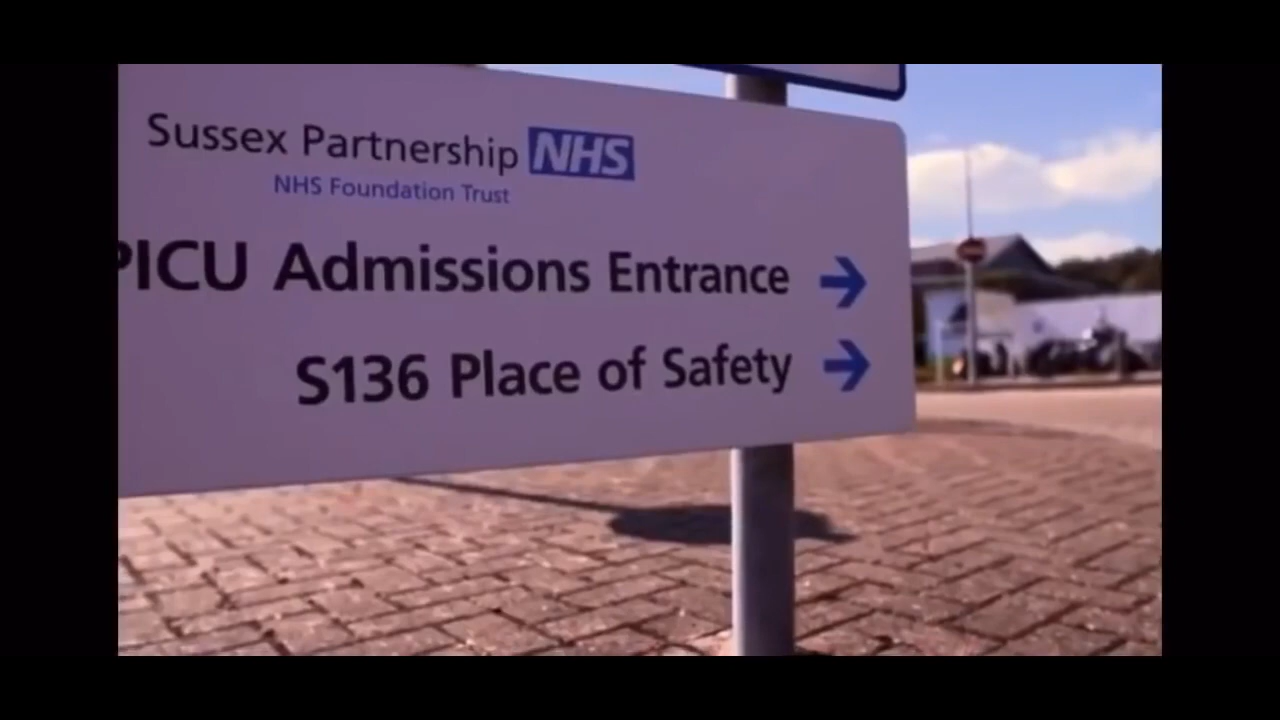 Sussex Partnership NHS
NHS Foundation Trust
PICU Admissions Entrance →
S136 Place of Safety →